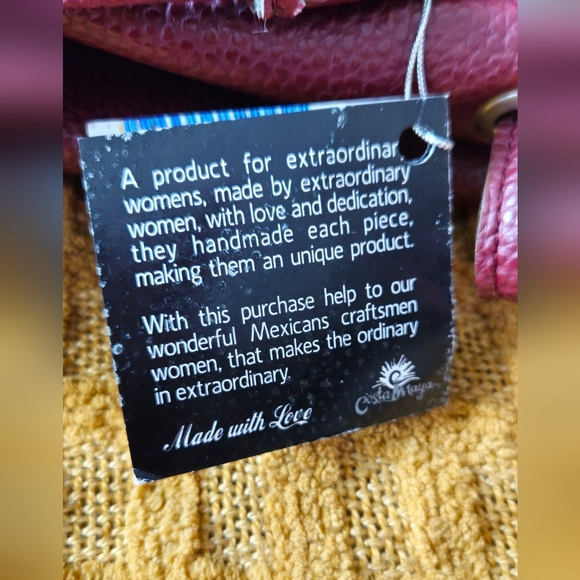 A product for extraordinar
womens, made by extraordinary
women, with love and dedication,
they handmade each piece,
making them an unique product.
With this purchase help to our
wonderful Mexicans craftsmen
women, that makes the ordinary
in extraordinary.
Made with Love
Costa Maya